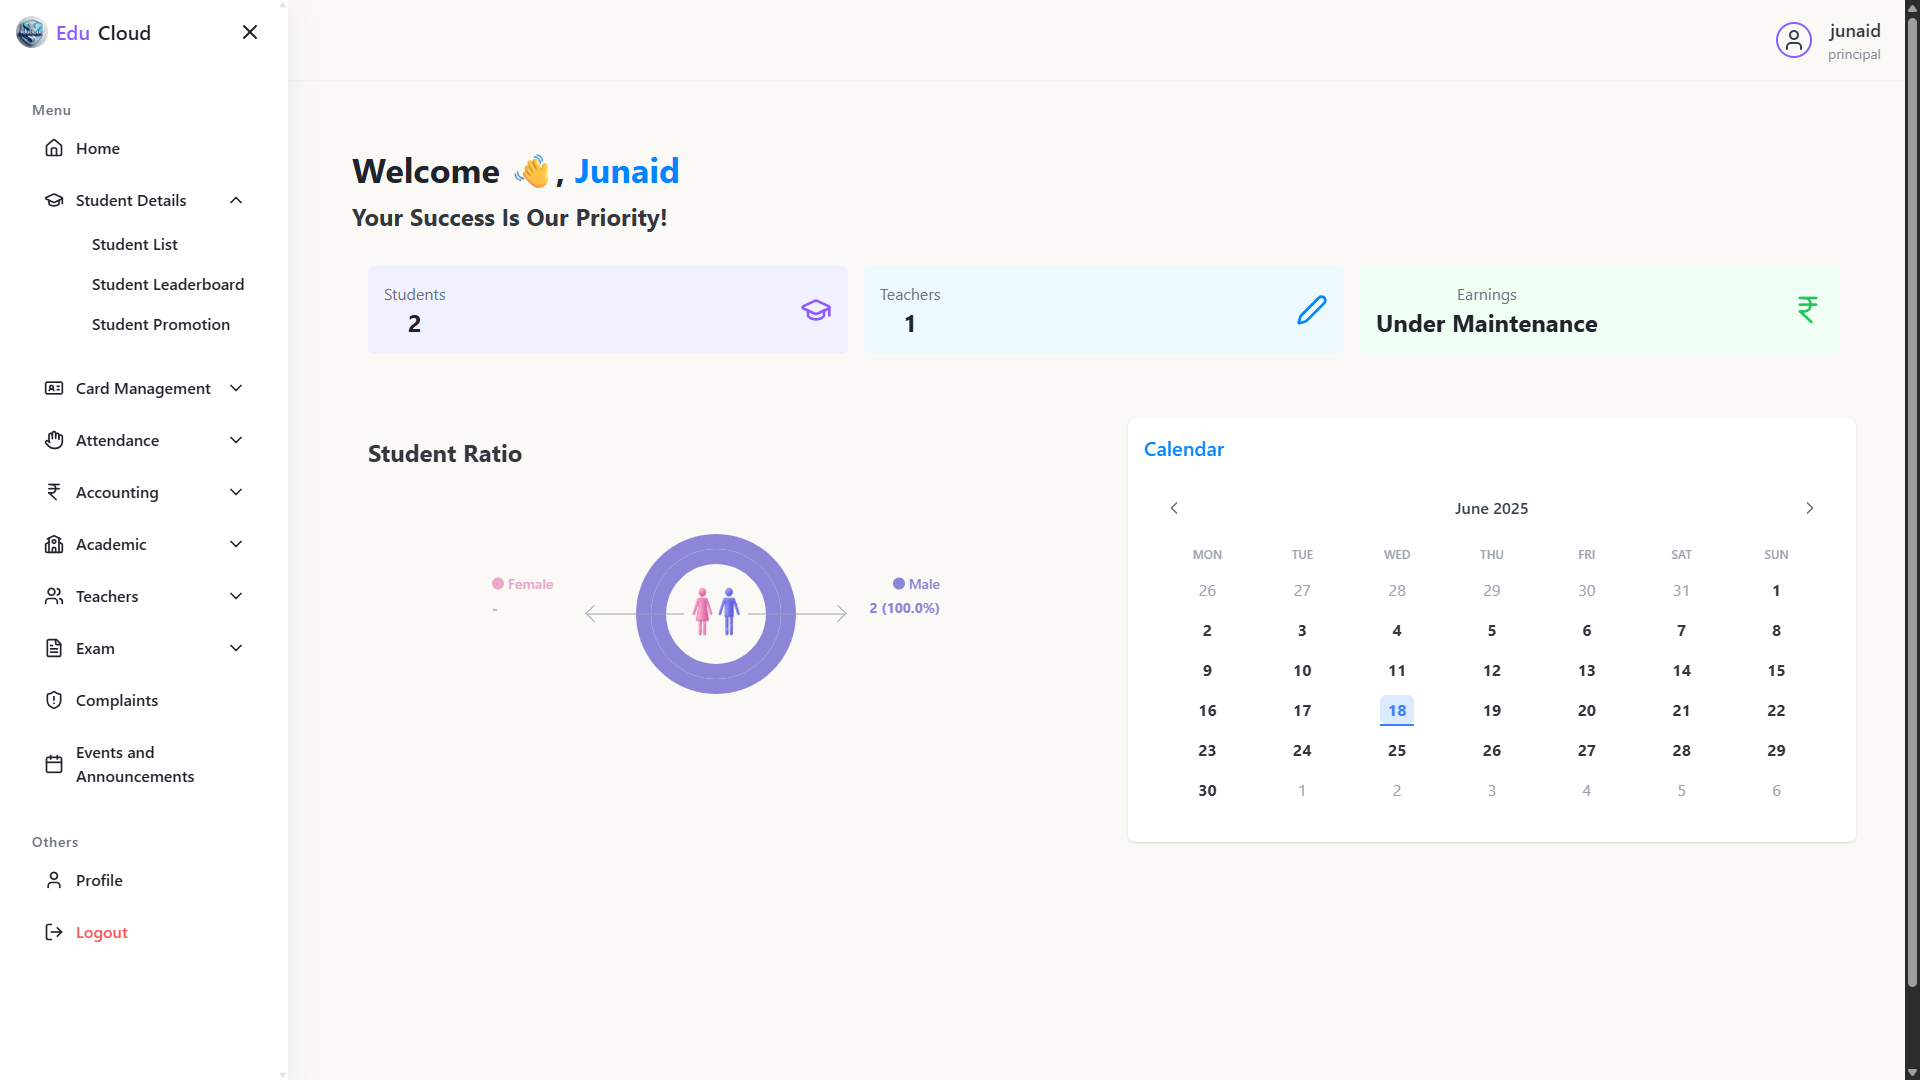 Edu Cloud
junaid
principal
Menu
Home
Student Details
Student List
Student Leaderboard
Student Promotion
Card Management
Attendance
Accounting
Academic
Teachers
Exam
Complaints
Events and
Announcements
Others
Profile
Logout
Welcome 👋, Junaid
Your Success Is Our Priority!
Students
2
Teachers
1
Earnings
Under Maintenance
Student Ratio
Female
-
Male
2 (100.0%)
Calendar
June 2025
MON TUE WED THU FRI SAT SUN
26 27 28 29 30 31 1
2 3 4 5 6 7 8
9 10 11 12 13 14 15
16 17 18 19 20 21 22
23 24 25 26 27 28 29
30 1 2 3 4 5 6